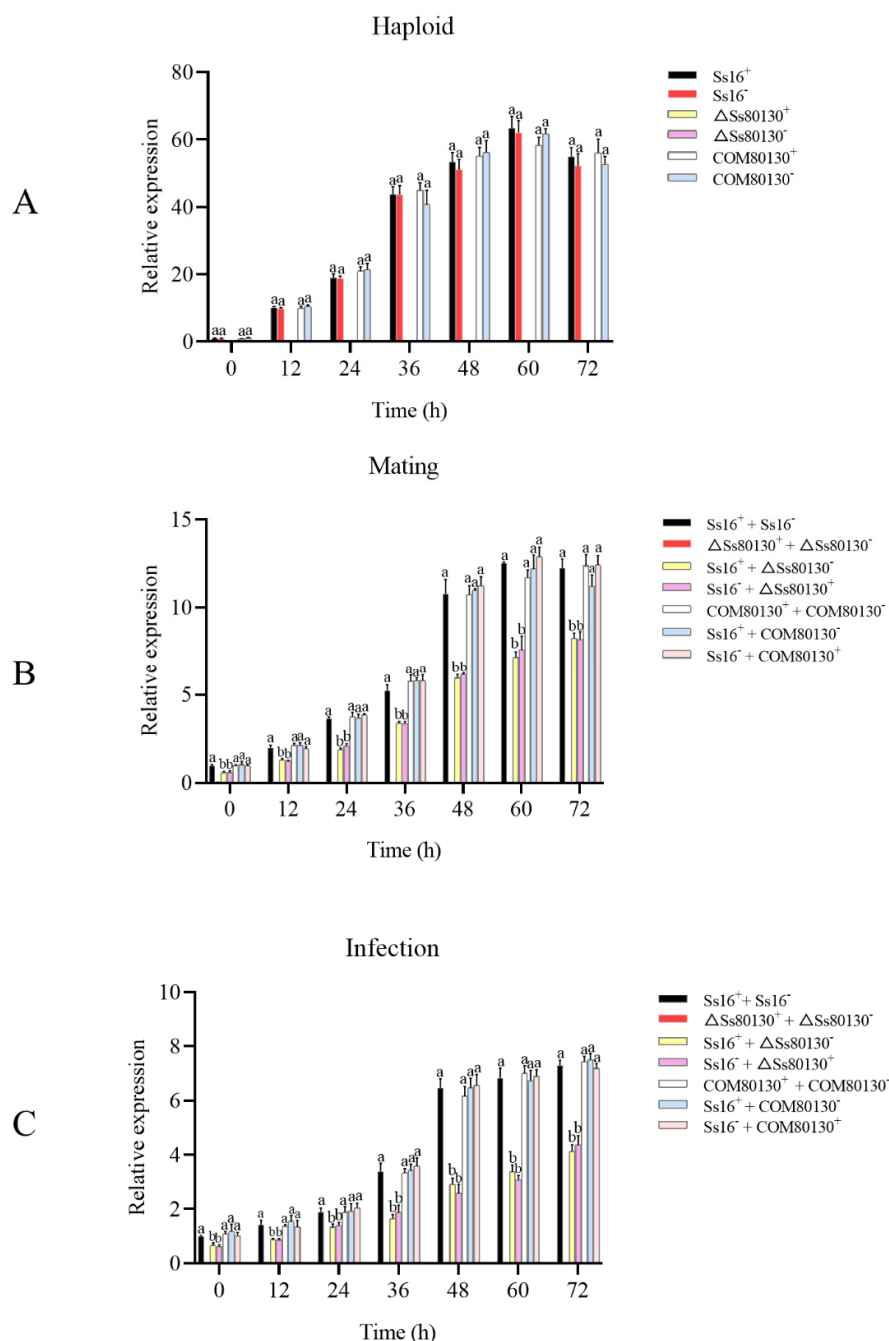 Haploid
A
Relative expression
80
60
40
20
0
a a a a
a a a a
a a a a
a a a a
a a a a
a a a a
a a a a
0 12 24 36 48 60 72
Time (h)
Ss16⁺
Ss16⁻
△Ss80130⁺
△Ss80130⁻
COM80130⁺
COM80130⁻
Mating
B
Relative expression
15
10
5
0
a b b a a a
a b b a a a
a b b a a a
a b b a a a
a b b a a a
a b b a a a
a b b a a a
0 12 24 36 48 60 72
Time (h)
Ss16⁺ + Ss16⁻
△Ss80130⁺ + △Ss80130⁻
Ss16⁺ + △Ss80130⁻
Ss16⁻ + △Ss80130⁺
COM80130⁺ + COM80130⁻
Ss16⁺ + COM80130⁻
Ss16⁻ + COM80130⁺
Infection
C
Relative expression
10
8
6
4
2
0
a b b a a a
a b b a a a
a b b a a a
a b b a a a
a b b a a a
a b b a a a
a b b a a a
0 12 24 36 48 60 72
Time (h)
Ss16⁺ + Ss16⁻
△Ss80130⁺ + △Ss80130⁻
Ss16⁺ + △Ss80130⁻
Ss16⁻ + △Ss80130⁺
COM80130⁺ + COM80130⁻
Ss16⁺ + COM80130⁻
Ss16⁻ + COM80130⁺